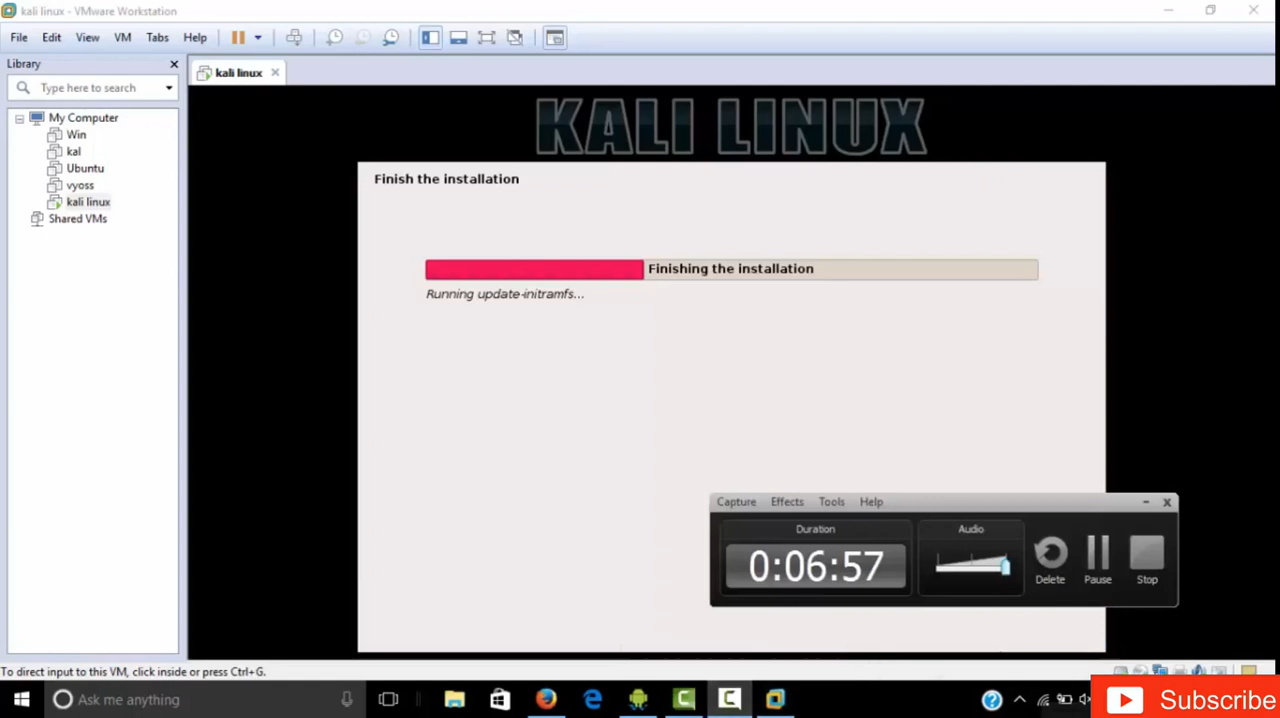 kali linux - VMware Workstation
File Edit View VM Tabs Help
Library
Type here to search
My Computer
Win
kal
Ubuntu
vyoss
kali linux
Shared VMs
kali linux
KALI LINUX
Finish the installation
Finishing the installation
Running update-initramfs...
Capture Effects Tools Help
Duration
0:06:57
Audio
Delete
Pause
Stop
To direct input to this VM, click inside or press Ctrl+G.
Ask me anything
Subscribe